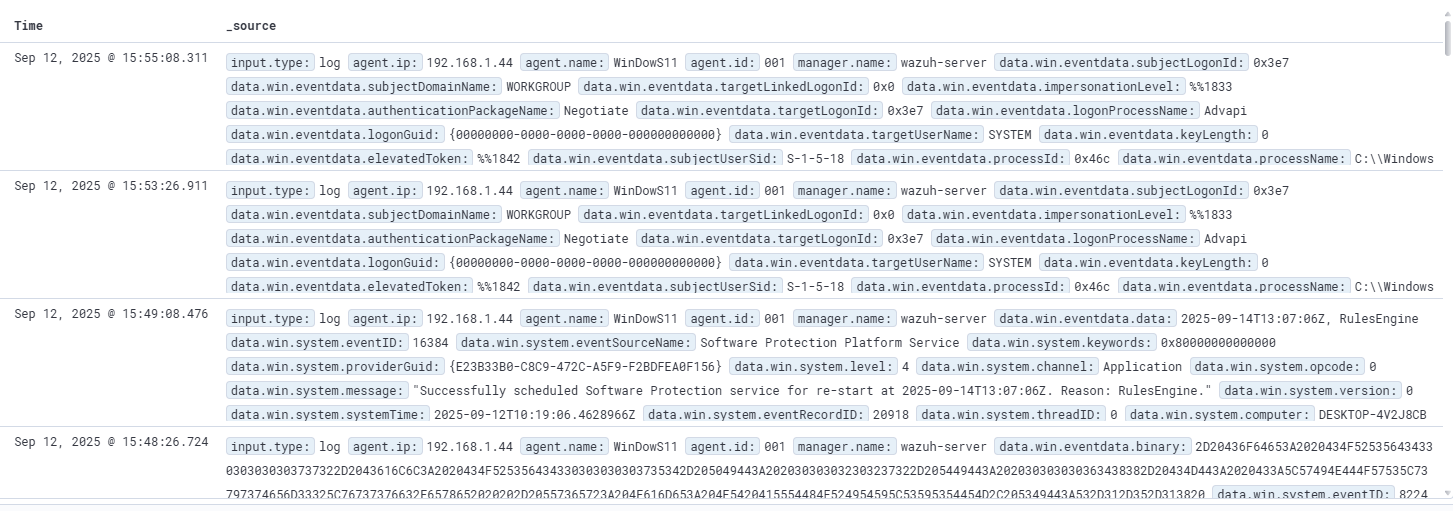 Time _source
Sep 12, 2025 @ 15:55:08.311 input.type: log agent.ip: 192.168.1.44 agent.name: WinDowS11 agent.id: 001 manager.name: wazuh-server data.win.eventdata.subjectLogonId: 0x3e7
data.win.eventdata.subjectDomainName: WORKGROUP data.win.eventdata.targetLinkedLogonId: 0x0 data.win.eventdata.impersonationLevel: %%1833
data.win.eventdata.authenticationPackageName: Negotiate data.win.eventdata.targetLogonId: 0x3e7 data.win.eventdata.logonProcessName: Advapi
data.win.eventdata.logonGuid: {00000000-0000-0000-0000-000000000000} data.win.eventdata.targetUserName: SYSTEM data.win.eventdata.keyLength: 0
data.win.eventdata.elevatedToken: %%1842 data.win.eventdata.subjectUserSid: S-1-5-18 data.win.eventdata.processId: 0x46c data.win.eventdata.processName: C:\\Windows
Sep 12, 2025 @ 15:53:26.911 input.type: log agent.ip: 192.168.1.44 agent.name: WinDowS11 agent.id: 001 manager.name: wazuh-server data.win.eventdata.subjectLogonId: 0x3e7
data.win.eventdata.subjectDomainName: WORKGROUP data.win.eventdata.targetLinkedLogonId: 0x0 data.win.eventdata.impersonationLevel: %%1833
data.win.eventdata.authenticationPackageName: Negotiate data.win.eventdata.targetLogonId: 0x3e7 data.win.eventdata.logonProcessName: Advapi
data.win.eventdata.logonGuid: {00000000-0000-0000-0000-000000000000} data.win.eventdata.targetUserName: SYSTEM data.win.eventdata.keyLength: 0
data.win.eventdata.elevatedToken: %%1842 data.win.eventdata.subjectUserSid: S-1-5-18 data.win.eventdata.processId: 0x46c data.win.eventdata.processName: C:\\Windows
Sep 12, 2025 @ 15:49:08.476 input.type: log agent.ip: 192.168.1.44 agent.name: WinDowS11 agent.id: 001 manager.name: wazuh-server data.win.eventdata.data: 2025-09-14T13:07:06Z, RulesEngine
data.win.system.eventID: 16384 data.win.system.eventSourceName: Software Protection Platform Service data.win.system.keywords: 0x80000000000000
data.win.system.providerGuid: {E23B33B0-C8C9-472C-A5F9-F2BDFEA0F156} data.win.system.level: 4 data.win.system.channel: Application data.win.system.opcode: 0
data.win.system.message: "Successfully scheduled Software Protection service for re-start at 2025-09-14T13:07:06Z. Reason: RulesEngine." data.win.system.version: 0
data.win.system.systemTime: 2025-09-12T10:19:06.4628966Z data.win.system.eventRecordID: 20918 data.win.system.threadID: 0 data.win.system.computer: DESKTOP-4V2J8CB
Sep 12, 2025 @ 15:48:26.724 input.type: log agent.ip: 192.168.1.44 agent.name: WinDowS11 agent.id: 001 manager.name: wazuh-server data.win.eventdata.binary: 2D20436F64653A2020434F52535643433
0303030303737322D2043616C6C3A2020434F52535643433030303030303735342D205049443A202030303032303237322D205449443A202030303030363438382D20434D443A2020433A5C57494E444F57535C73
797374656D33325C76737376632E6578652020202D20557365723A204E616D653A204E5420415554484F524954595C53595354454D2C205349443A532D312D352D313820 data.win.system.eventID: 8224